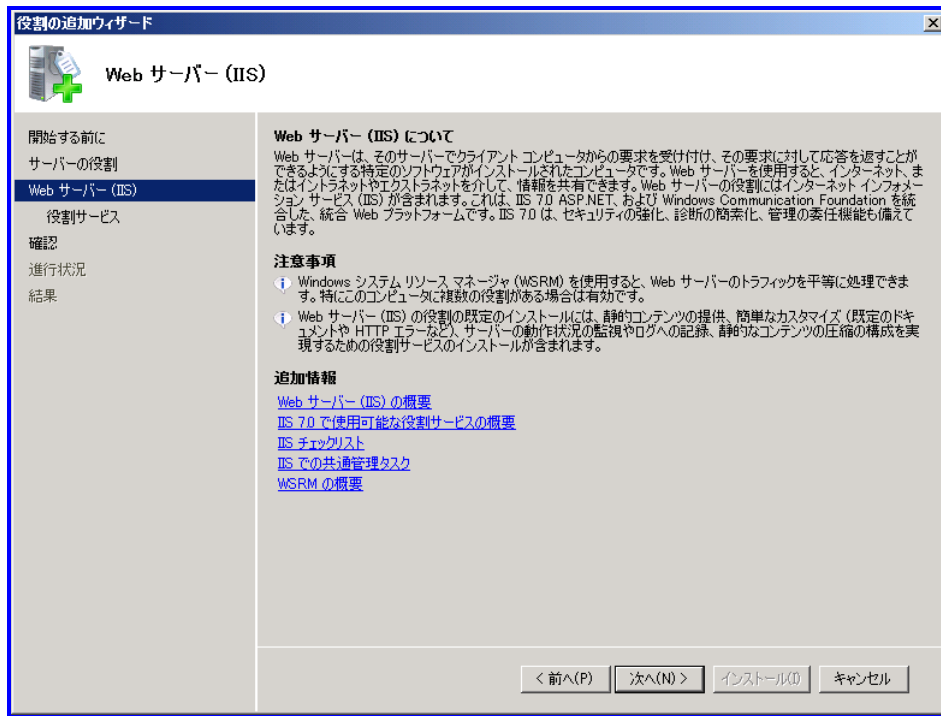 役割の追加ウィザード
Web サーバー (IIS)
開始する前に
サーバーの役割
Web サーバー (IIS)
役割サービス
確認
進行状況
結果
Web サーバー (IIS) について
Web サーバーは、そのサーバーでクライアント コンピュータからの要求を受け付け、その要求に対して応答を返すことが
できるようにする特定のソフトウェアがインストールされたコンピュータです。Web サーバーを使用すると、インターネット、ま
たはイントラネットやエクストラネットを介して、情報を共有できます。Web サーバーの役割にはインターネット インフォメー
ション サービス (IIS) が含まれます。これは、IIS 7.0 ASP.NET、および Windows Communication Foundation を統
合した、統合 Web プラットフォームです。IIS 7.0 は、セキュリティの強化、診断の簡素化、管理の委任機能も備えて
います。
注意事項
Windows システム リソース マネージャ (WSRM) を使用すると、Web サーバーのトラフィックを平等に処理できま
す。特にこのコンピュータに複数の役割がある場合は有効です。
Web サーバー (IIS) の役割の既定のインストールには、静的コンテンツの提供、簡単なカスタマイズ (既定のドキ
ュメントや HTTP エラーなど)、サーバーの動作状況の監視やログへの記録、静的なコンテンツの圧縮の構成を実
現するための役割サービスのインストールが含まれます。
追加情報
Web サーバー (IIS) の概要
IIS 7.0 で使用可能な役割サービスの概要
IIS チェックリスト
IIS での共通管理タスク
WSRM の概要
< 前へ(P) 次へ(N) > インストール(I) キャンセル